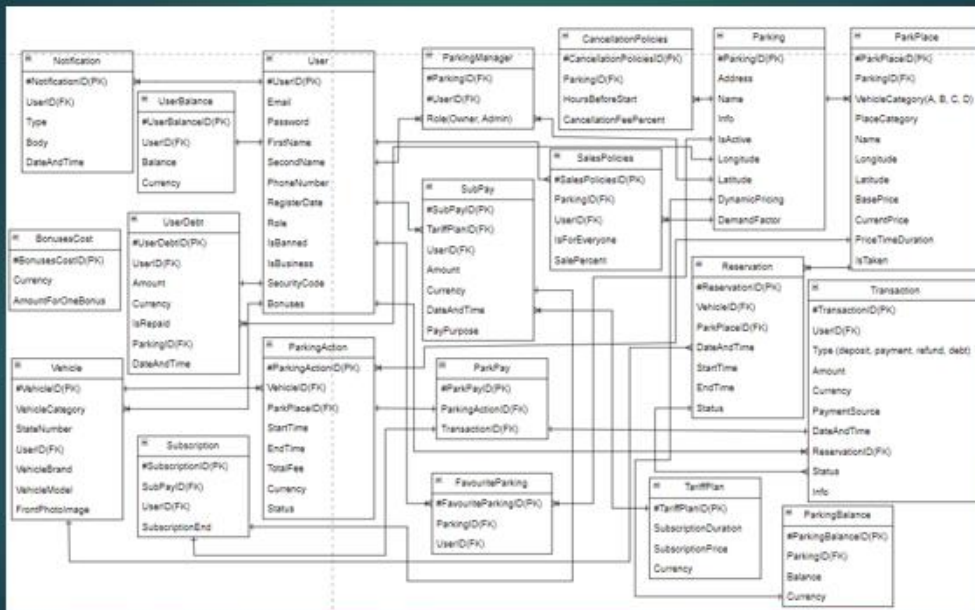 Notification
#NotificationID(PK)
UserID(FK)
Type
Body
DateAndTime
UserBalance
#UserBalanceID(PK)
UserID(FK)
Balance
Currency
User
#UserID(PK)
Email
Password
FirstName
SecondName
PhoneNumber
RegisterDate
Role
IsBanned
IsBusiness
SecurityCode
Bonuses
ParkingManager
#ParkingID(FK)
#UserID(FK)
Role(Owner, Admin)
CancellationPolicies
#CancellationPoliciesID(PK)
ParkingID(FK)
HoursBeforeStart
CancellationFeePercent
Parking
#ParkingID(PK)
Address
Name
Info
IsActive
Longitude
Latitude
DynamicPricing
DemandFactor
ParkPlace
#ParkPlaceID(PK)
ParkingID(FK)
VehicleCategory(A, B, C, D)
PlaceCategory
Name
Longitude
Latitude
BasePrice
CurrentPrice
PriceTimeDuration
IsTaken
SalesPolicies
#SalesPoliciesID(PK)
ParkingID(FK)
UserID(FK)
IsForEveryone
SalePercent
SubPay
#SubPayID(PK)
TariffPlanID(FK)
UserID(FK)
Amount
Currency
DateAndTime
PayPurpose
UserDebt
#UserDebtID(PK)
UserID(FK)
Amount
Currency
IsRepaid
ParkingID(FK)
DateAndTime
BonusesCost
#BonusesCostID(PK)
Currency
AmountForOneBonus
Reservation
#ReservationID(PK)
VehicleID(FK)
ParkPlaceID(FK)
DateAndTime
StartTime
EndTime
Status
Transaction
#TransactionID(PK)
UserID(FK)
Type (deposit, payment, refund, debt)
Amount
Currency
PaymentSource
DateAndTime
ReservationID(FK)
Status
Info
Vehicle
#VehicleID(PK)
VehicleCategory
StateNumber
UserID(FK)
VehicleBrand
VehicleModel
FrontPhotoImage
ParkingAction
#ParkingActionID(PK)
VehicleID(FK)
ParkPlaceID(FK)
StartTime
EndTime
TotalFee
Currency
Status
ParkPay
#ParkPayID(PK)
ParkingActionID(FK)
TransactionID(FK)
Subscription
#SubscriptionID(PK)
SubPayID(FK)
UserID(FK)
SubscriptionEnd
FavouriteParking
#FavouriteParkingID(PK)
ParkingID(FK)
UserID(FK)
TariffPlan
#TariffPlanID(PK)
SubscriptionDuration
SubscriptionPrice
Currency
ParkingBalance
#ParkingBalanceID(PK)
ParkingID(FK)
Balance
Currency